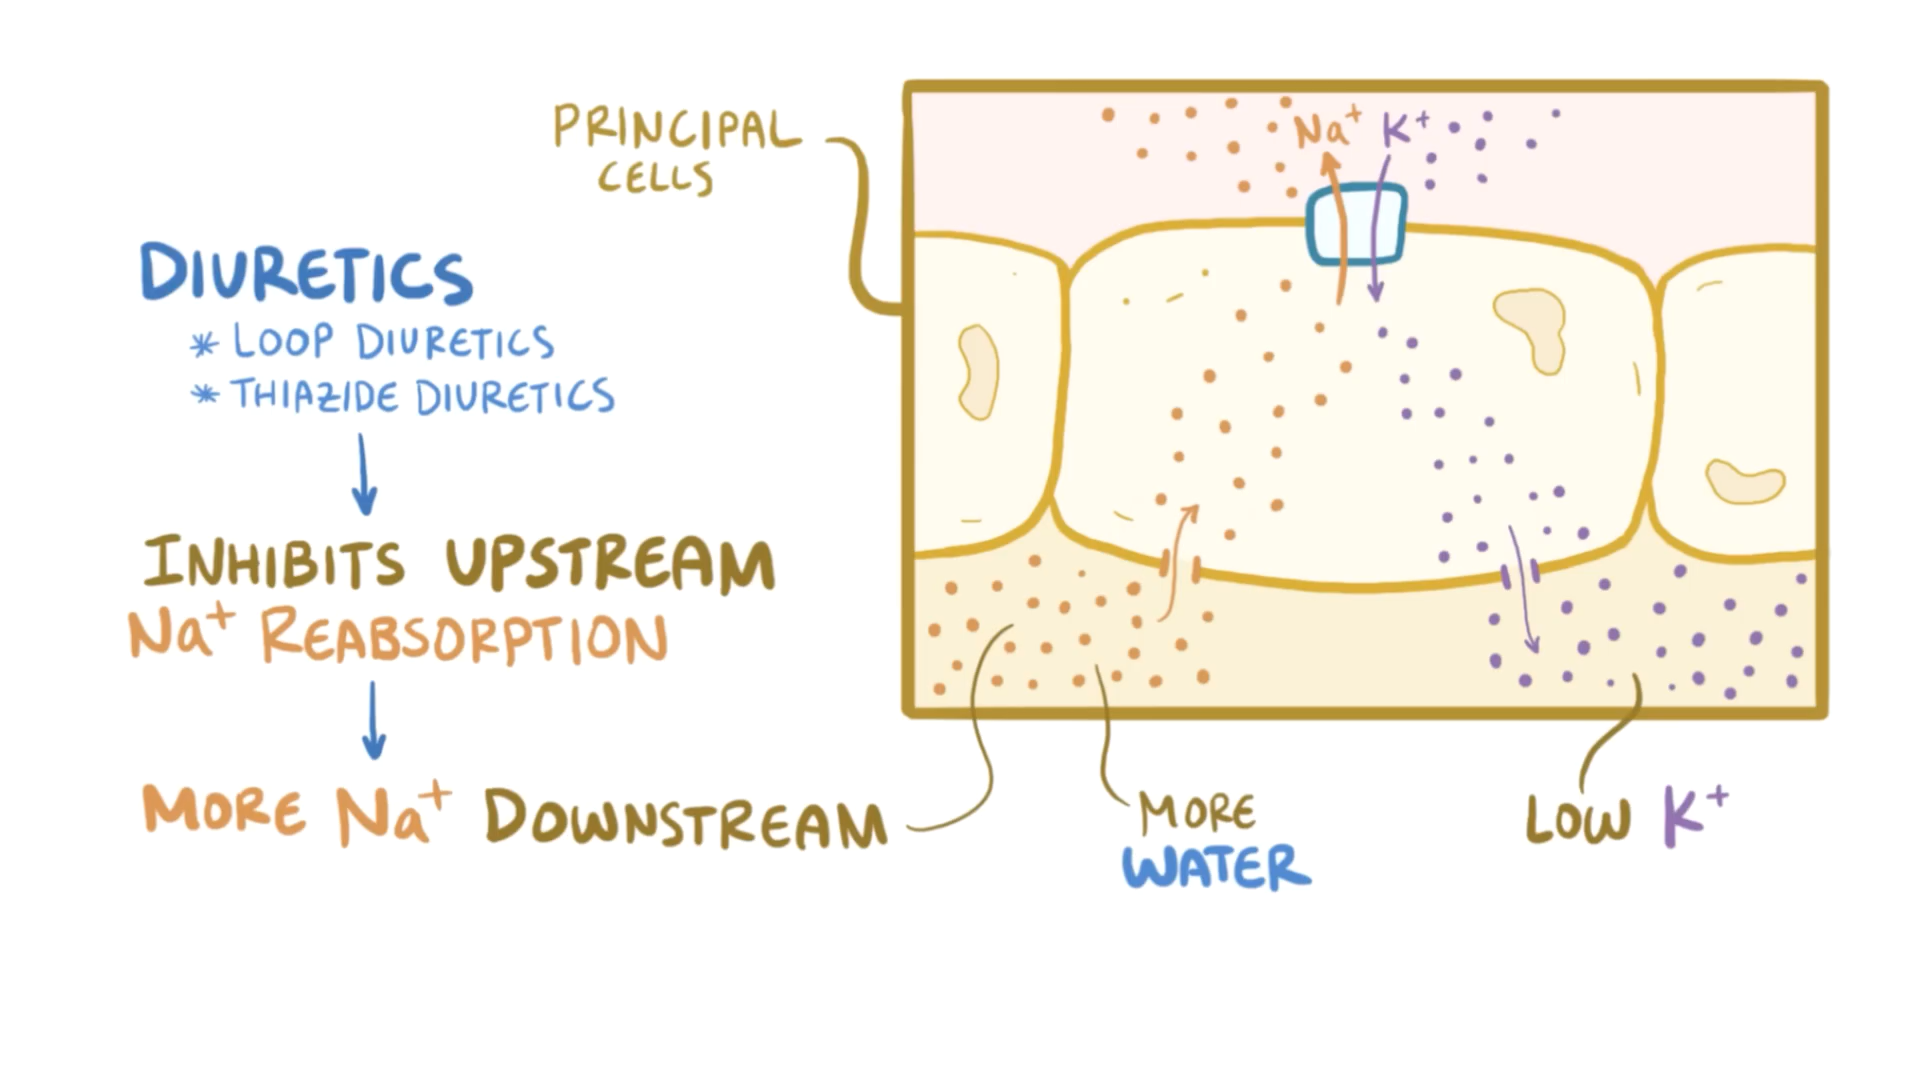 PRINCIPAL
CELLS
DIURETICS
* LOOP DIURETICS
* THIAZIDE DIURETICS
INHIBITS UPSTREAM
Na+ REABSORPTION
MORE Na+ DOWNSTREAM
Na+ K+
MORE
WATER
LOW K+